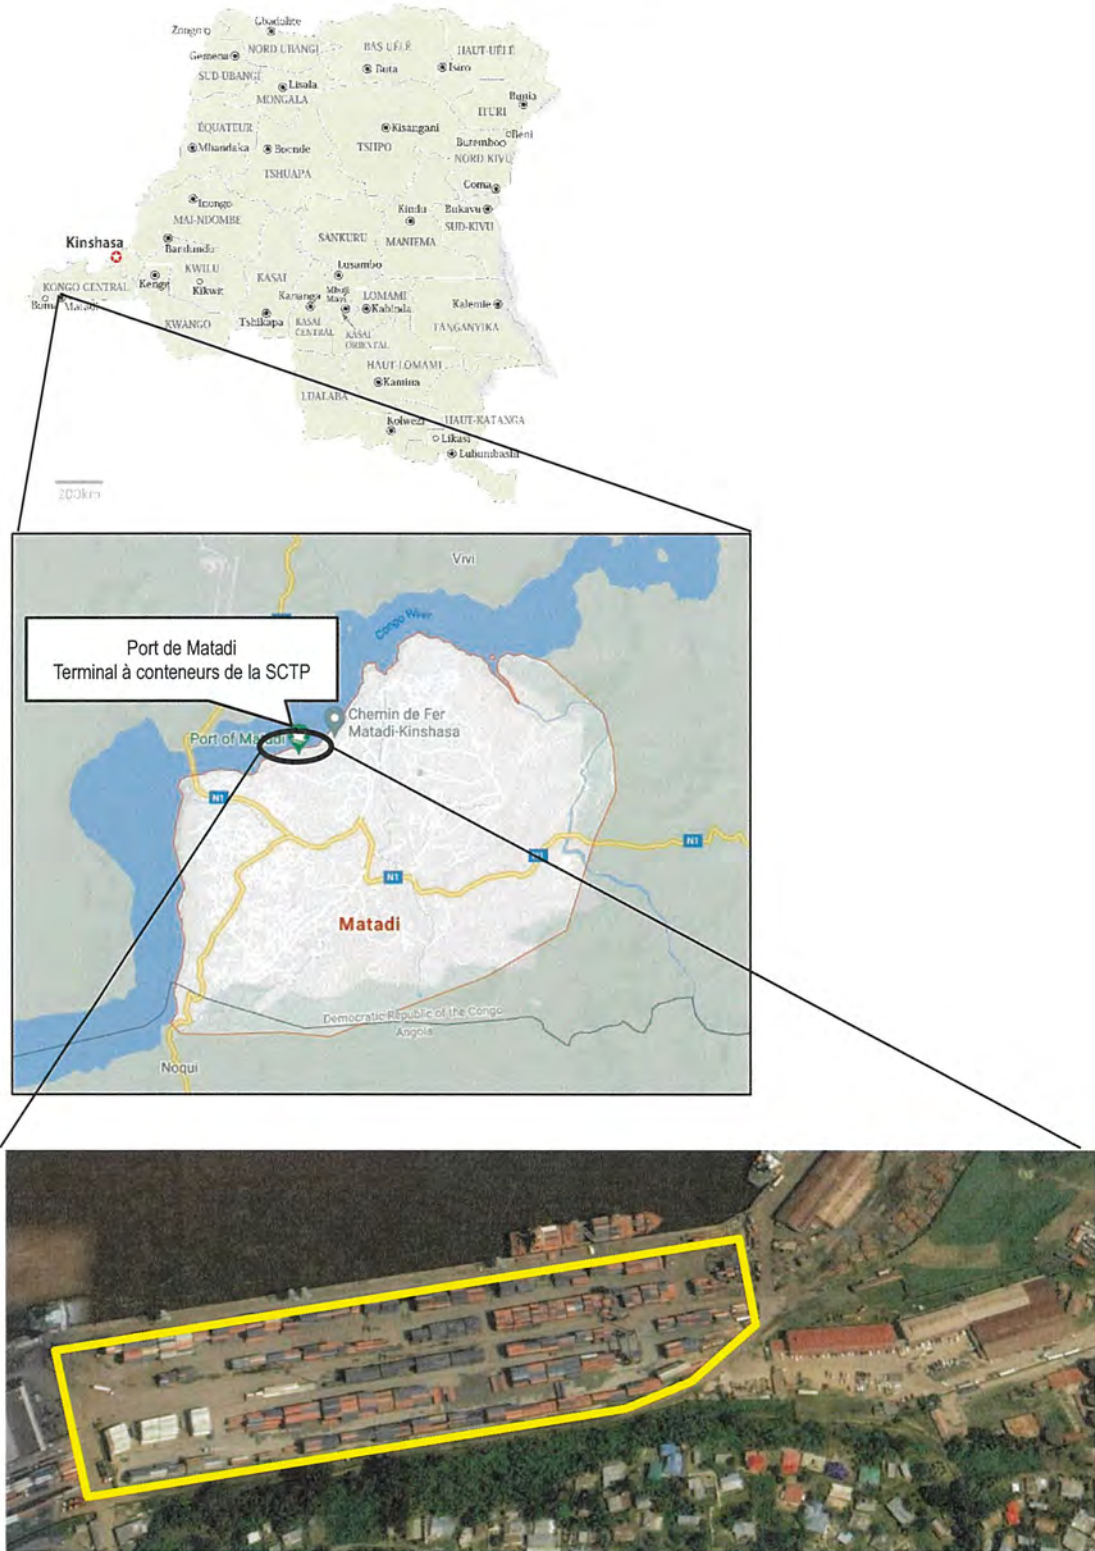 Gbadolite
Zongo
NORD-UBANGI
BAS-UÉLÉ
HAUT-UÉLÉ
Gemena
Buta
Isiro
SUD-UBANGI
Lisala
MONGALA
Bunia
ITURI
ÉQUATEUR
Kisangani
Beni
Butembo
Mbandaka
Boende
TSHOPO
NORD-KIVU
TSHUAPA
Goma
Inongo
Kindu
Bukavu
MAI-NDOMBE
SUD-KIVU
Kinshasa
SANKURU
MANIEMA
Bandundu
Lusambo
KWILU
KASAI
Kenge
Kikwit
KONGO CENTRAL
Kananga
Mbuji
Mayi
LOMAMI
Kalemie
Boma
Matadi
Kabinda
Tshikapa
KWANGO
KASAI
CENTRAL
KASAI
ORIENTAL
TANGANYIKA
HAUT-LOMAMI
Kamina
LUALABA
Kolwezi
HAUT-KATANGA
Likasi
Lubumbashi
200km
Vivi
Congo River
Port de Matadi
Terminal à conteneurs de la SCTP
Chemin de Fer
Matadi-Kinshasa
Port of Matadi
N1
N1
N1
N1
Matadi
Democratic Republic of the Congo
Angola
Noqui